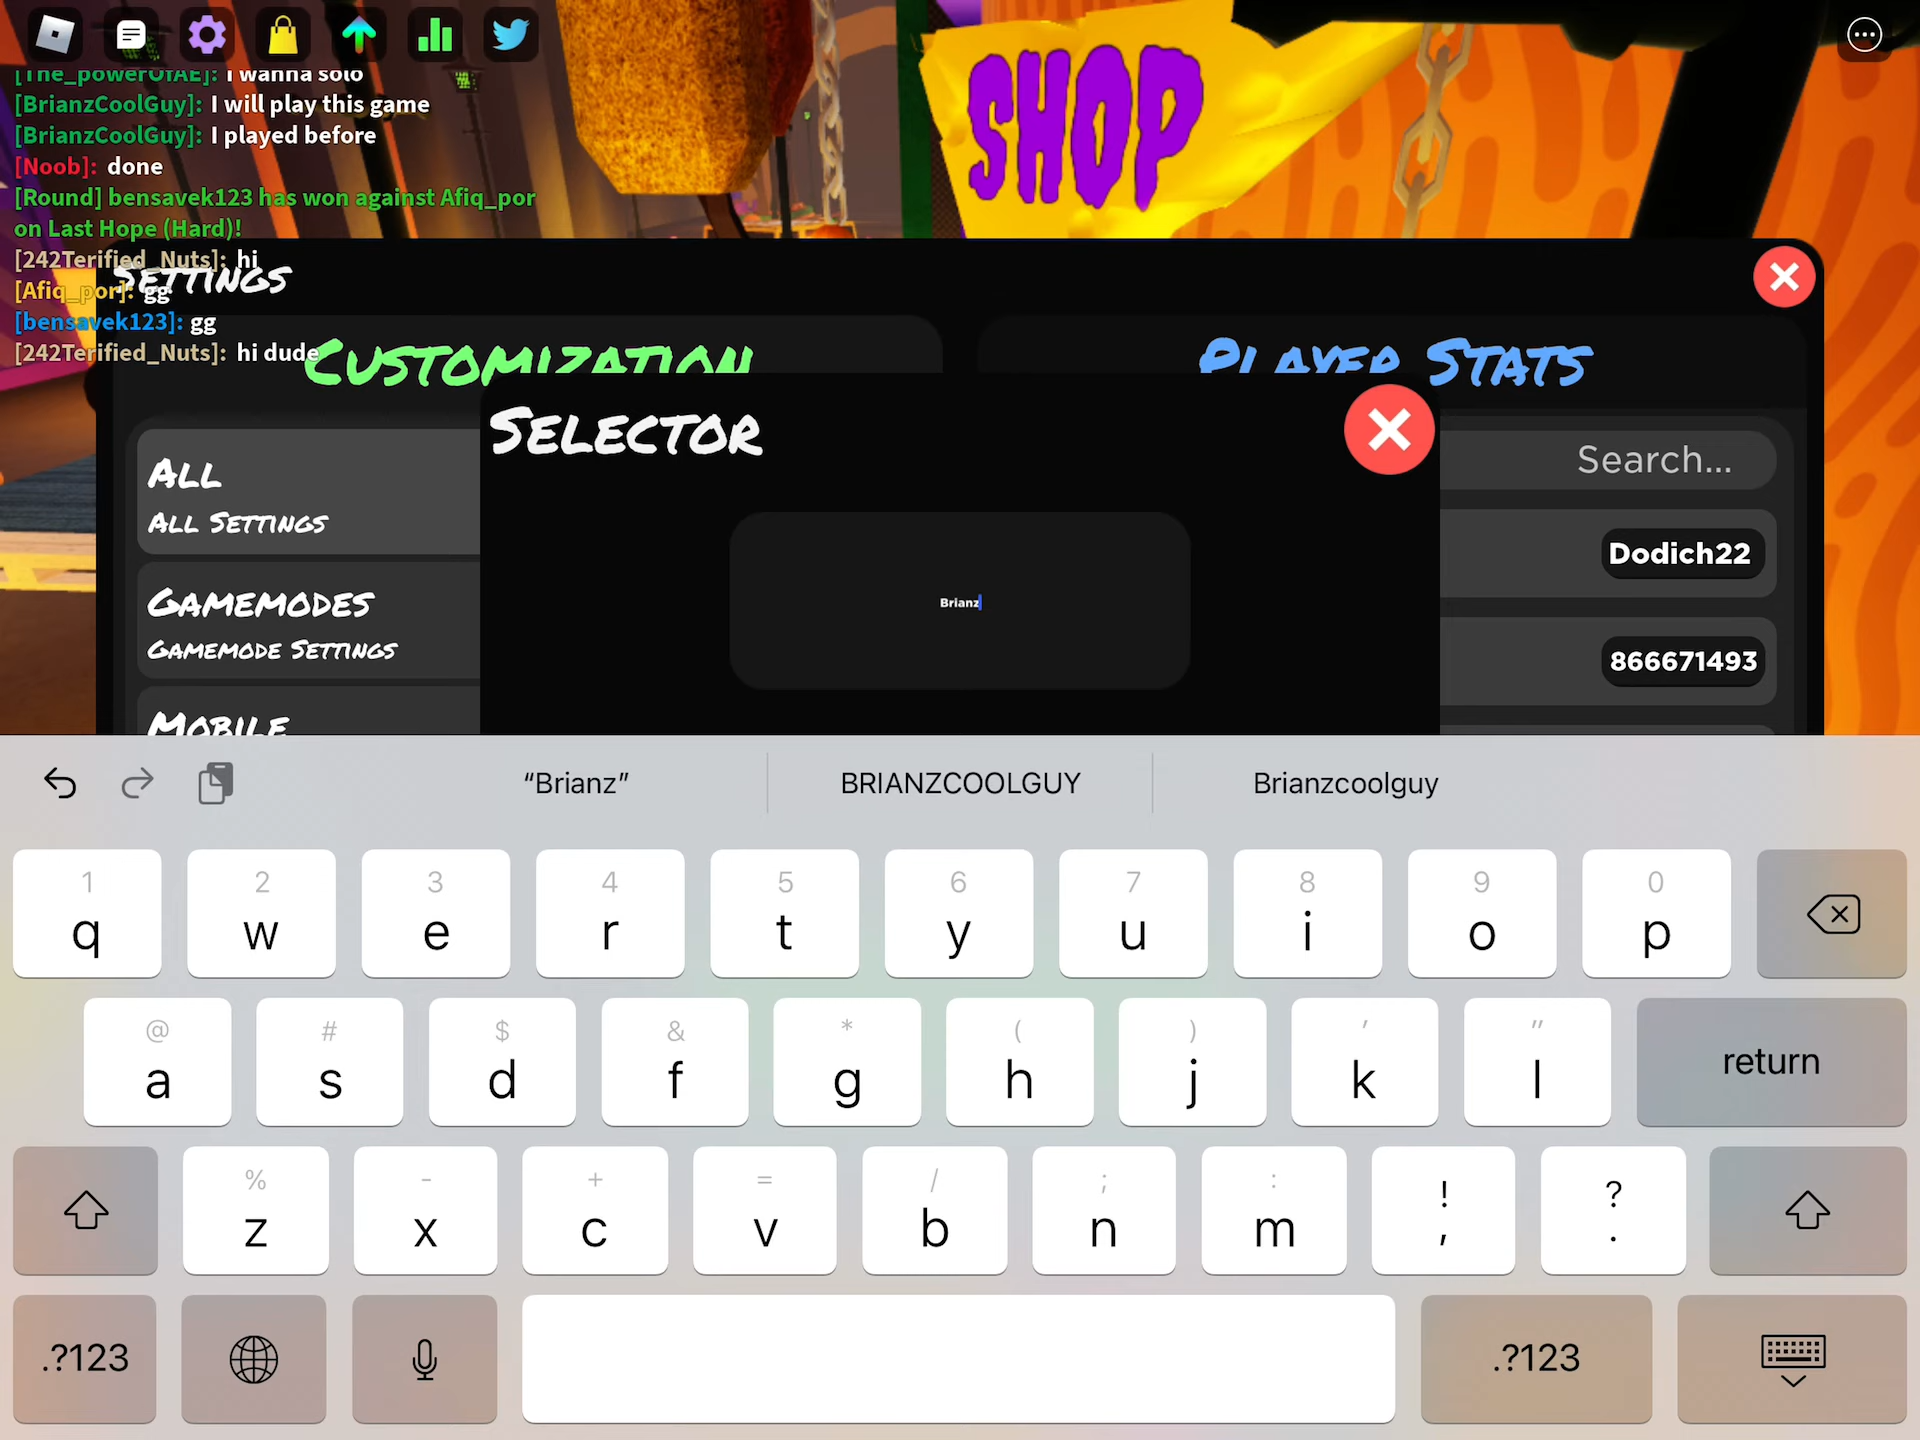 [The_powerOfAE]: I wanna solo
[BrianzCoolGuy]: I will play this game
[BrianzCoolGuy]: I played before
[Noob]: done
[Round] bensavek123 has won against Afiq_por
on Last Hope (Hard)!
[242Terified_Nuts]: hi
[Afiq_por]: gg
[bensavek123]: gg
[242Terified_Nuts]: hi dude
SHOP
Settings
Customization
Player Stats
Selector
All
All Settings
Gamemodes
Gamemode Settings
Mobile
Search...
Dodich22
866671493
Brianz
“Brianz” BRIANZCOOLGUY Brianzcoolguy
1 2 3 4 5 6 7 8 9 0
q w e r t y u i o p
@ # $ & * ( ) ' "
a s d f g h j k l return
% - + = / ; : ! ?
z x c v b n m , .
.?123 .?123